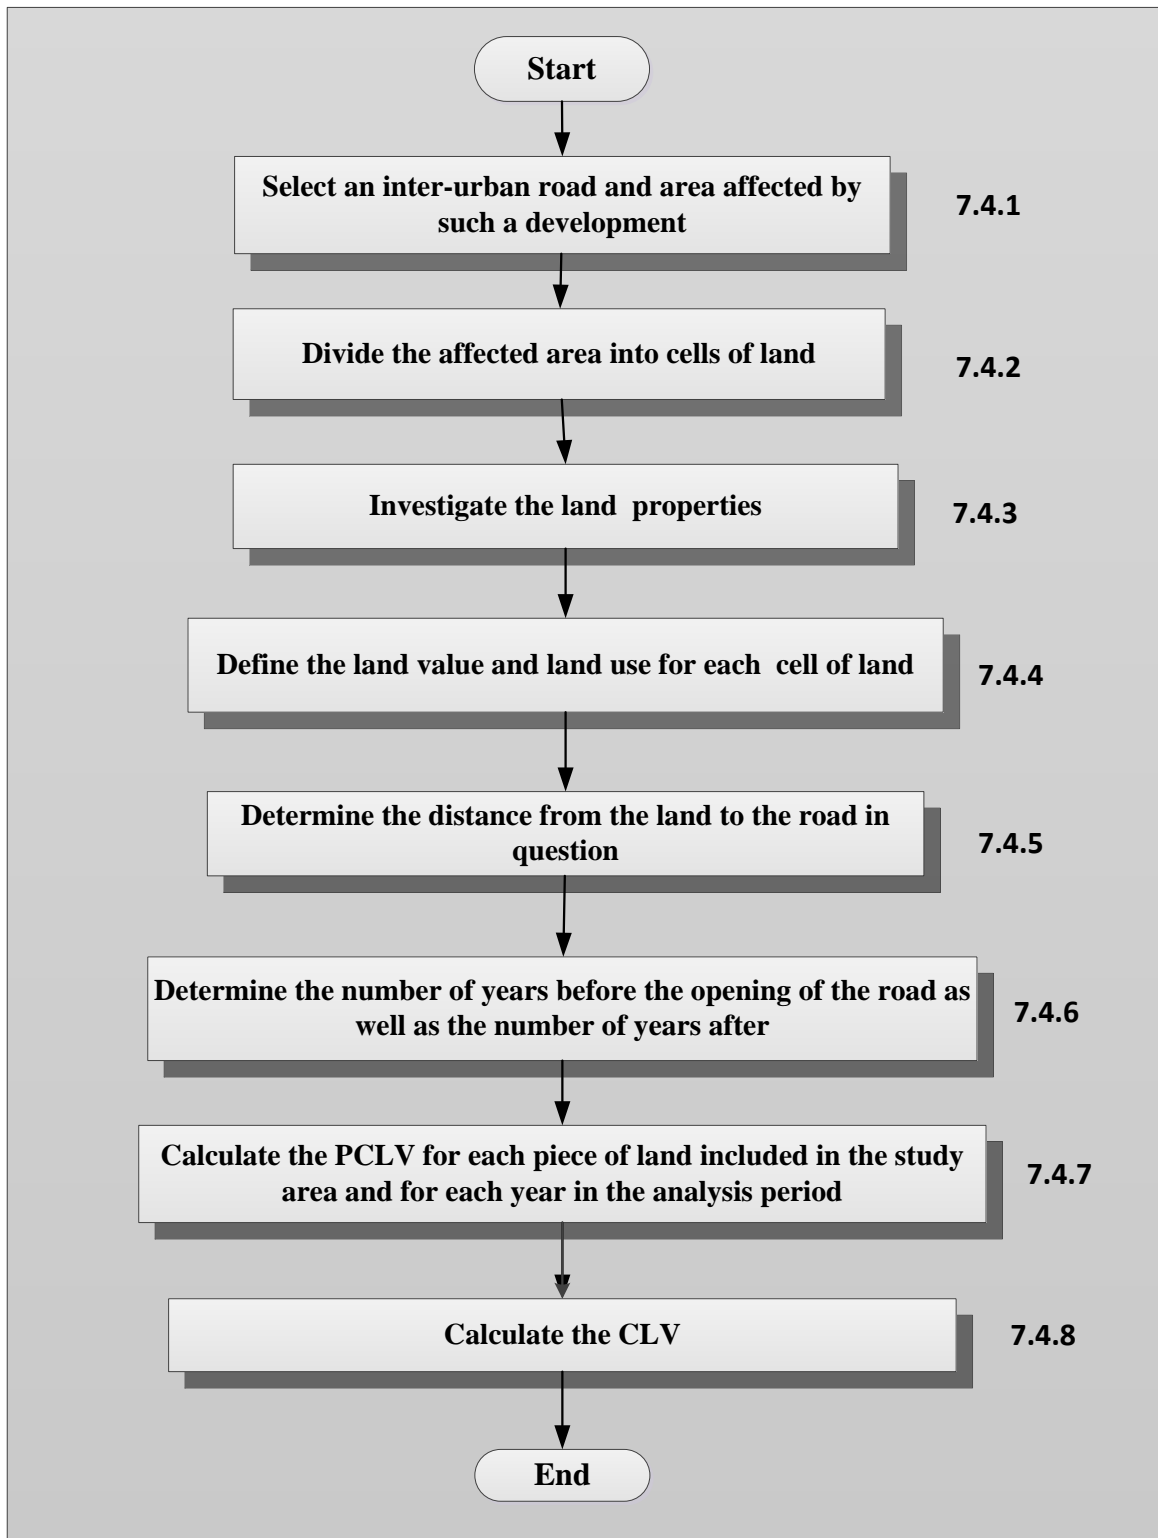 Start
Select an inter-urban road and area affected by
such a development
7.4.1
Divide the affected area into cells of land
7.4.2
Investigate the land  properties
7.4.3
Define the land value and land use for each  cell of land
7.4.4
Determine the distance from the land to the road in
question
7.4.5
Determine the number of years before the opening of the road as
well as the number of years after
7.4.6
Calculate the PCLV for each piece of land included in the study
area and for each year in the analysis period
7.4.7
Calculate the CLV
7.4.8
End